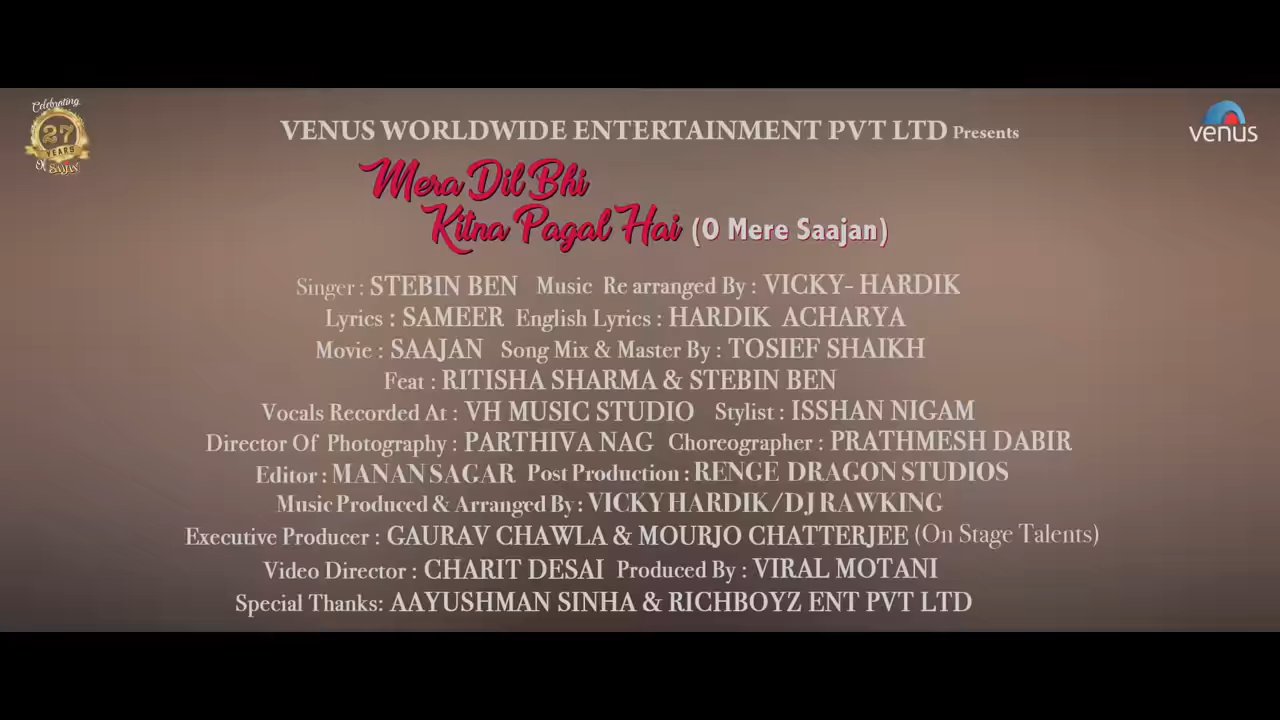 Celebrating
27
YEARS
Of SAAJAN
venus
VENUS WORLDWIDE ENTERTAINMENT PVT LTD Presents
Mera Dil Bhi
Kitna Pagal Hai (O Mere Saajan)
Singer : STEBIN BEN Music Re arranged By : VICKY- HARDIK
Lyrics : SAMEER English Lyrics : HARDIK ACHARYA
Movie : SAAJAN Song Mix & Master By : TOSIEF SHAIKH
Feat : RITISHA SHARMA & STEBIN BEN
Vocals Recorded At : VH MUSIC STUDIO Stylist : ISSHAN NIGAM
Director Of Photography : PARTHIVA NAG Choreographer : PRATHMESH DABIR
Editor : MANAN SAGAR Post Production : RENGE DRAGON STUDIOS
Music Produced & Arranged By : VICKY HARDIK/DJ RAWKING
Executive Producer : GAURAV CHAWLA & MOURJO CHATTERJEE (On Stage Talents)
Video Director : CHARIT DESAI Produced By : VIRAL MOTANI
Special Thanks: AAYUSHMAN SINHA & RICHBOYZ ENT PVT LTD